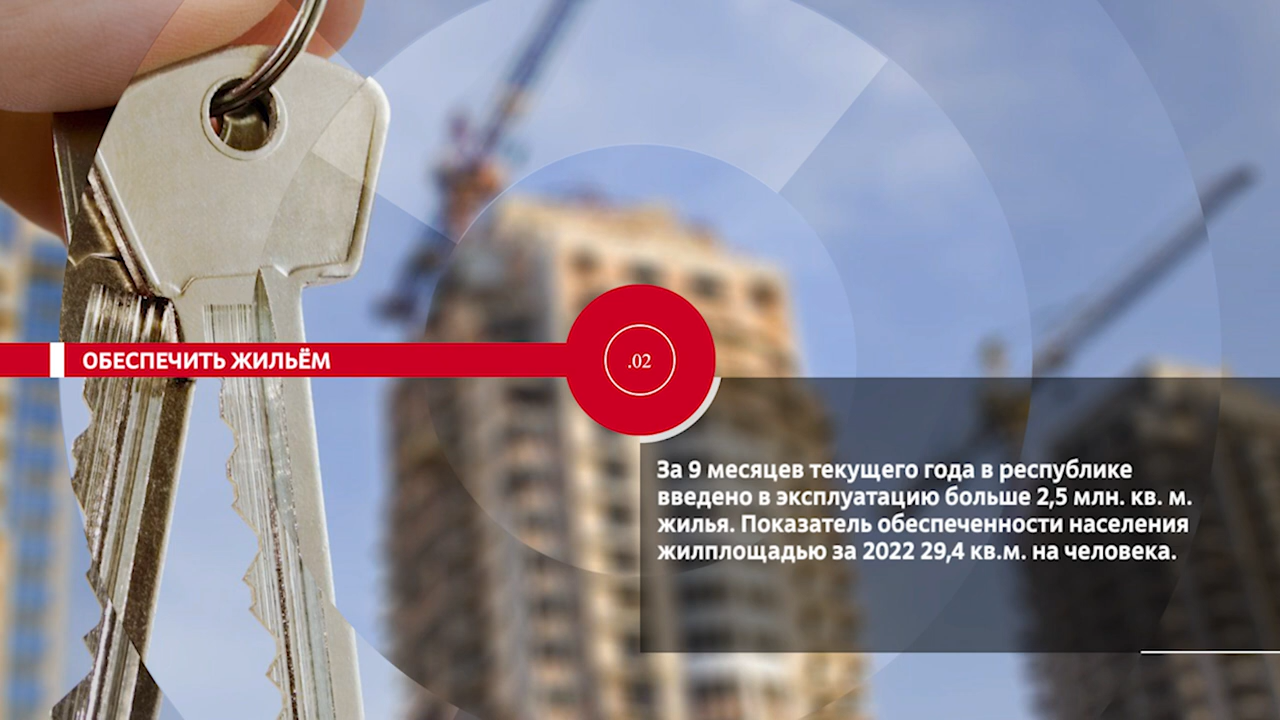 ОБЕСПЕЧИТЬ ЖИЛЬЁМ
.02
За 9 месяцев текущего года в республике
введено в эксплуатацию больше 2,5 млн. кв. м.
жилья. Показатель обеспеченности населения
жилплощадью за 2022 29,4 кв.м. на человека.